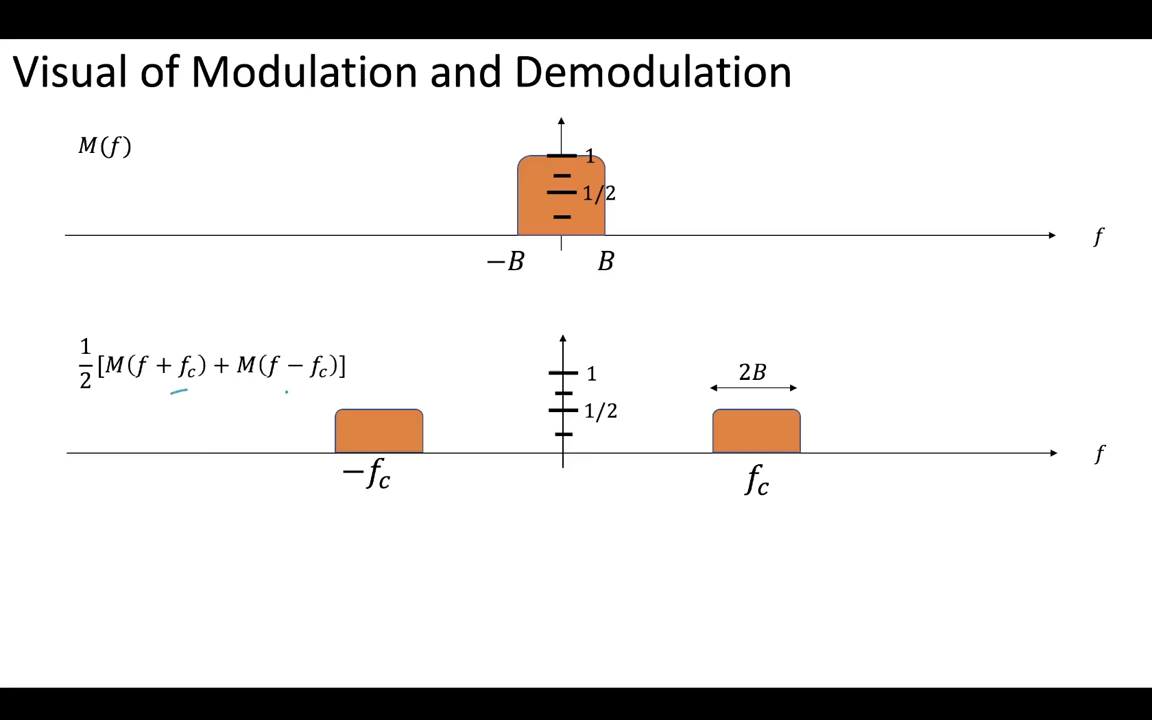 Visual of Modulation and Demodulation
M(f)
1
1/2
f
−B
B
1/2 [M(f + f_c) + M(f − f_c)]
1
2B
1/2
f
−f_c
f_c